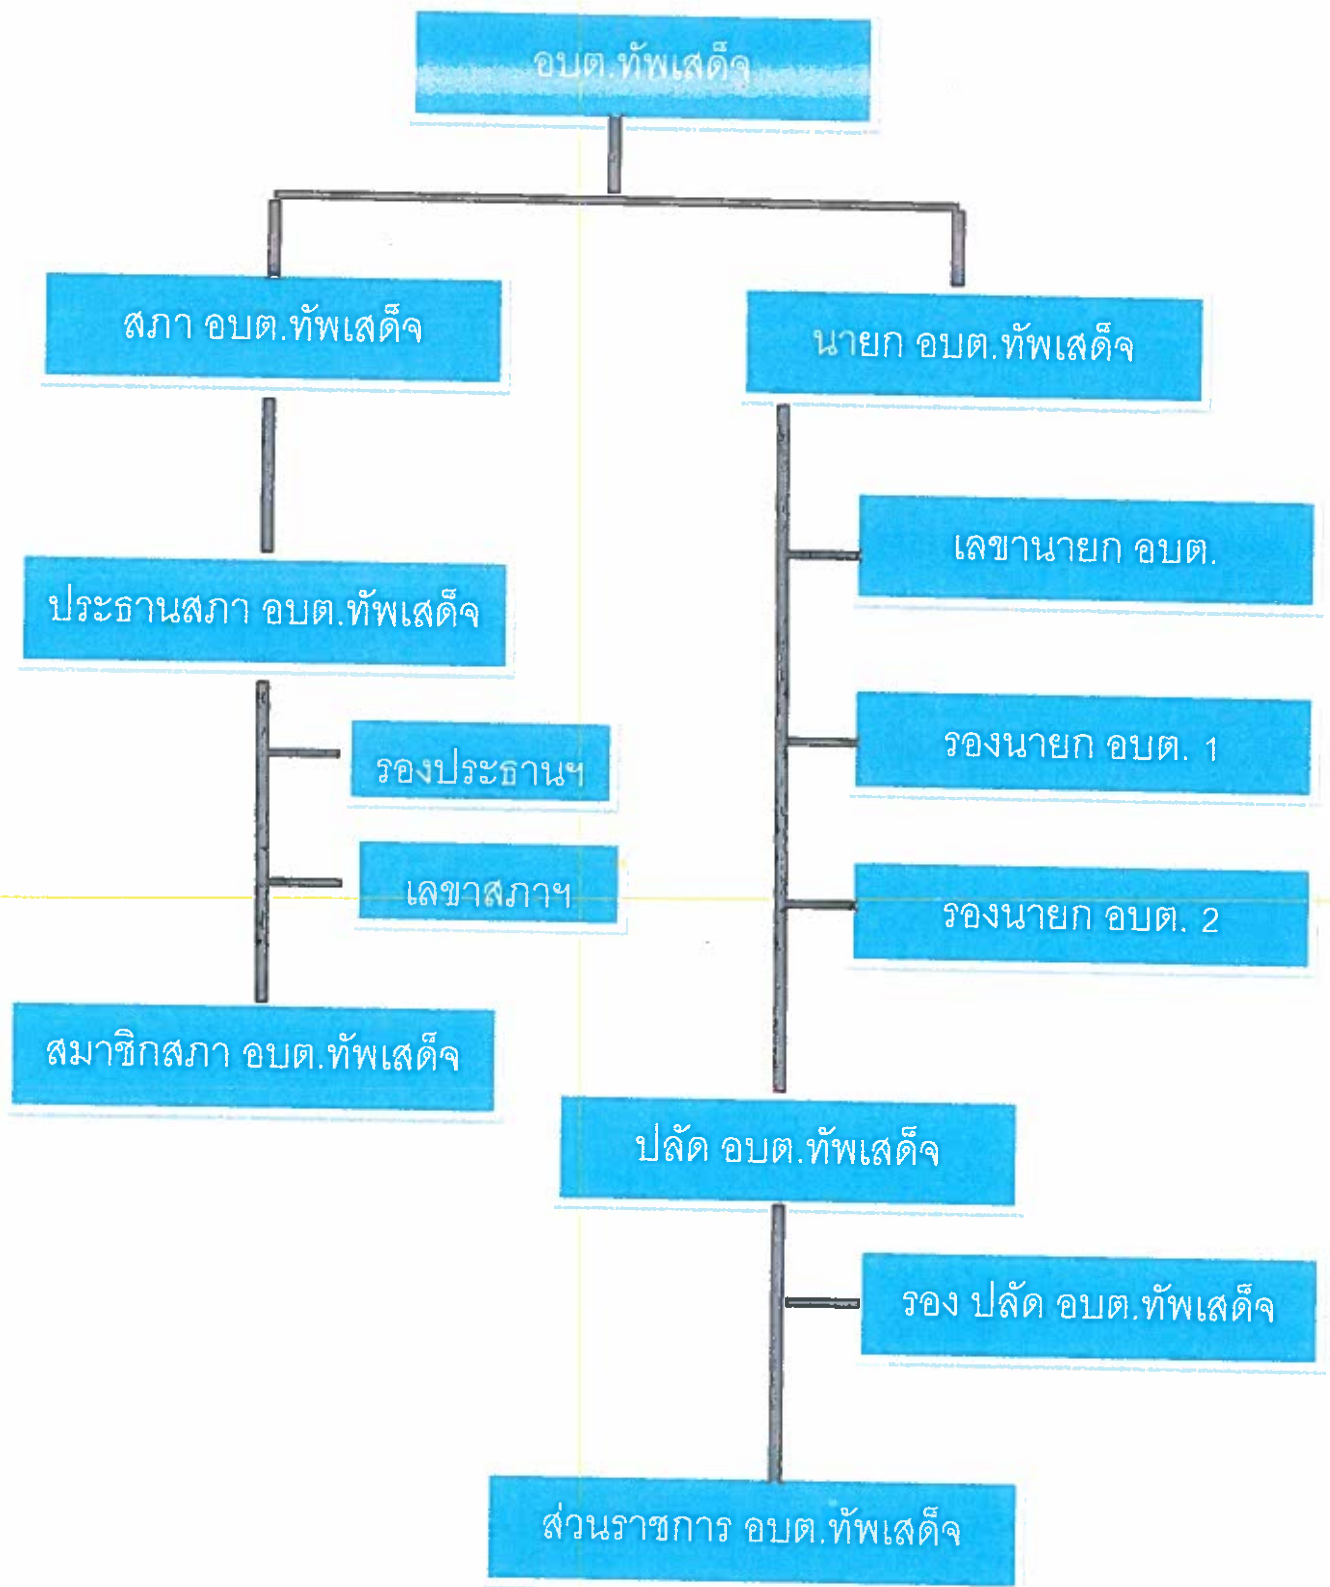 อบต.ทัพเสด็จ
สภา อบต.ทัพเสด็จ
นายก อบต.ทัพเสด็จ
เลขานายก อบต.
ประธานสภา อบต.ทัพเสด็จ
รองนายก อบต. 1
รองประธานฯ
เลขาสภาฯ
รองนายก อบต. 2
สมาชิกสภา อบต.ทัพเสด็จ
ปลัด อบต.ทัพเสด็จ
รอง ปลัด อบต.ทัพเสด็จ
ส่วนราชการ อบต.ทัพเสด็จ